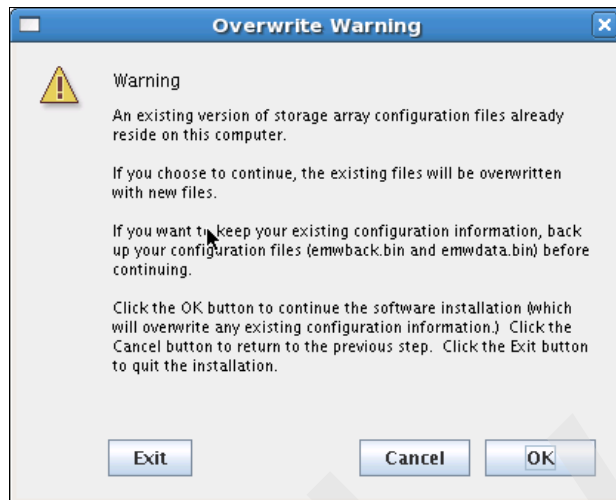 Overwrite Warning
Warning
An existing version of storage array configuration files already
reside on this computer.
If you choose to continue, the existing files will be overwritten
with new files.
If you want to keep your existing configuration information, back
up your configuration files (emwback.bin and emwdata.bin) before
continuing.
Click the OK button to continue the software installation (which
will overwrite any existing configuration information.) Click the
Cancel button to return to the previous step. Click the Exit button
to quit the installation.
Exit
Cancel
OK